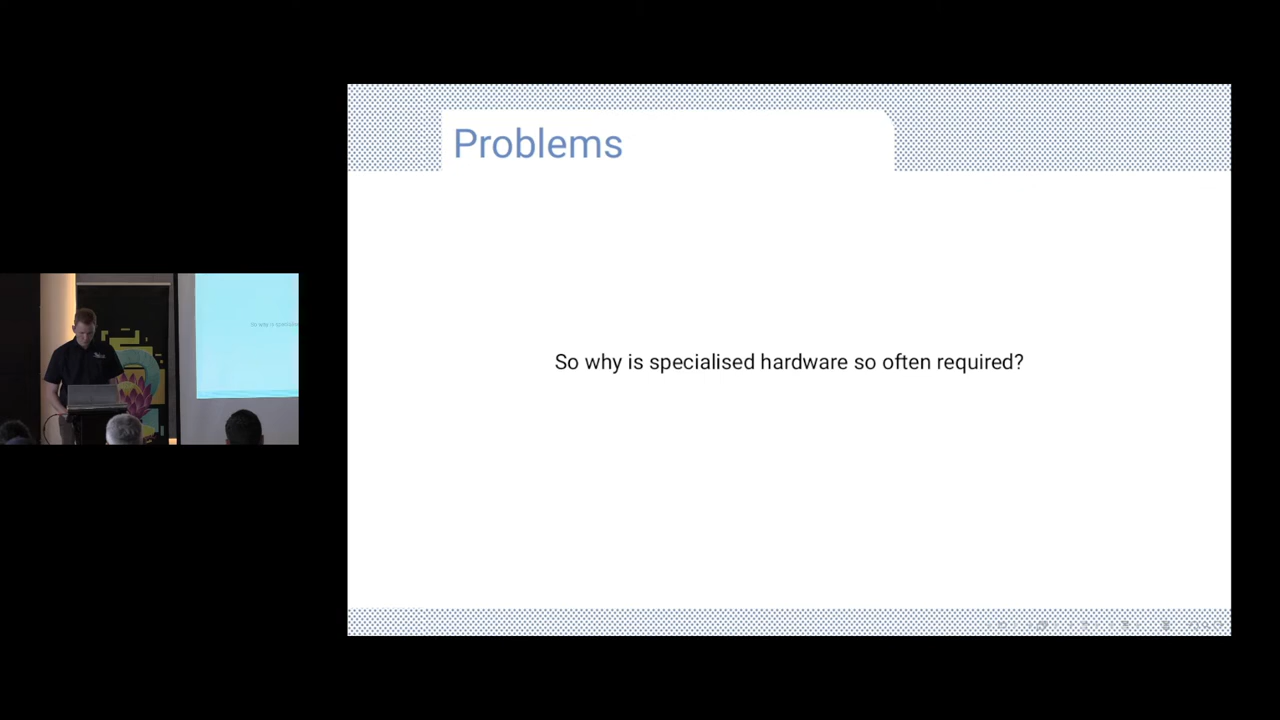 Problems
So why is specialised hardware so often required?